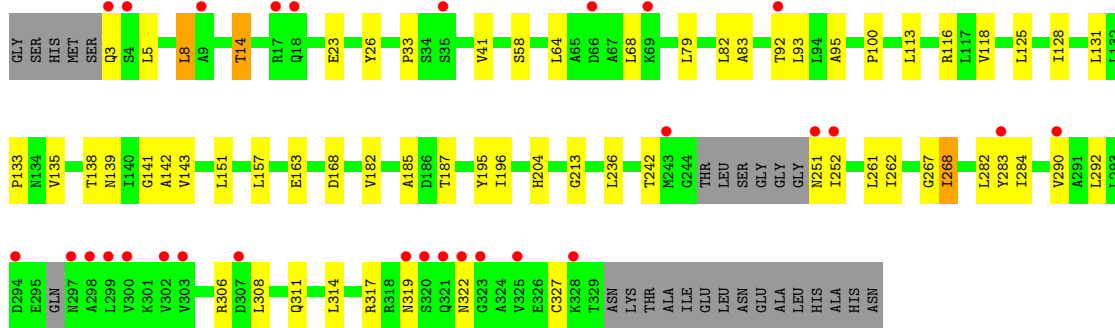 GLY SER HIS MET SER Q3 S4 L5 L8 A9 T14 R17 Q18 E23 Y26 P33 S34 S35 V41 S58 L64 A65 D66 A67 L68 K69 L79 L82 A83 T92 L93 L94 A95 P100 L113 R116 L117 V118 L125 I128 L131 L132
P133 N134 V135 T138 N139 I140 G141 A142 V143 L151 L157 E163 D168 V182 A185 D186 T187 Y195 I196 H204 G213 L236 T242 M243 G244 THR LEU SER GLY GLY GLY N251 I252 L261 I262 G267 I268 L282 Y283 I284 V290 A291 L292 L293
D294 E295 GLN N297 A298 L299 V300 K301 V302 V303 R306 D307 L308 Q311 L314 R317 R318 N319 S320 Q321 N322 G323 A324 V325 E326 C327 K328 T329 ASN LYS THR ALA ILE GLU LEU ASN GLU ALA LEU HIS ALA HIS ASN